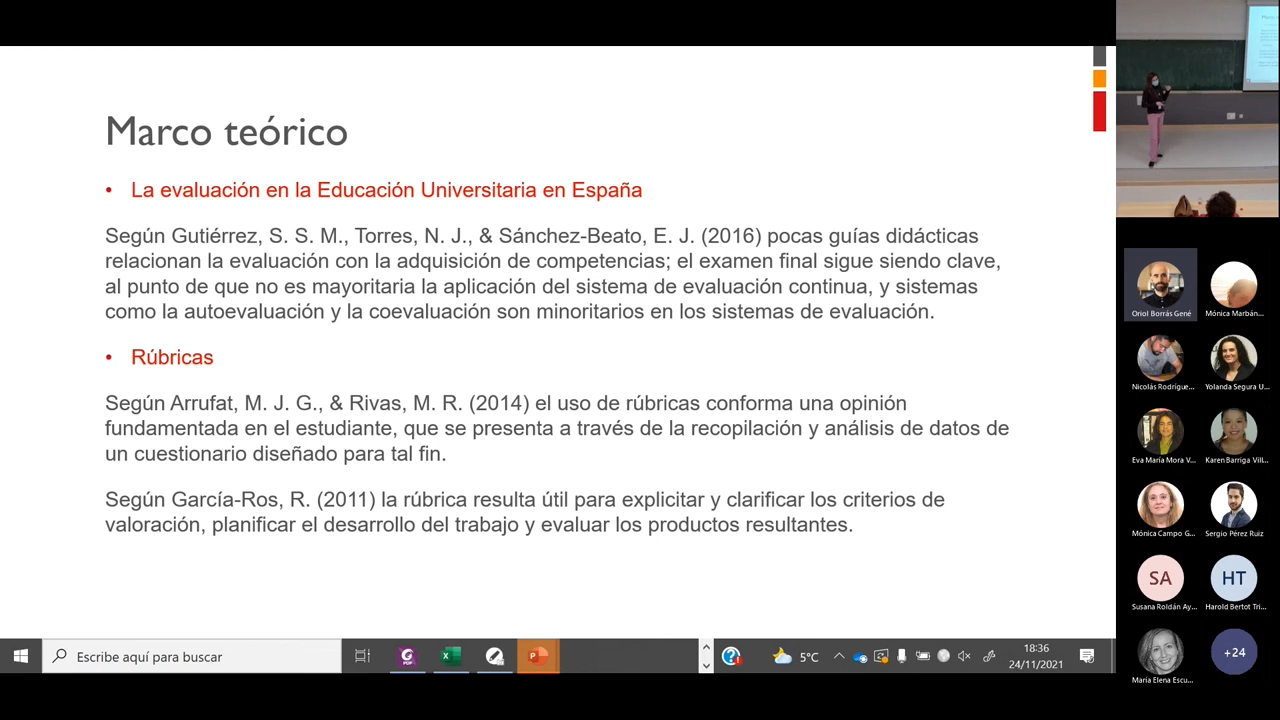 Marco teórico
• La evaluación en la Educación Universitaria en España
Según Gutiérrez, S. S. M., Torres, N. J., & Sánchez-Beato, E. J. (2016) pocas guías didácticas
relacionan la evaluación con la adquisición de competencias; el examen final sigue siendo clave,
al punto de que no es mayoritaria la aplicación del sistema de evaluación continua, y sistemas
como la autoevaluación y la coevaluación son minoritarios en los sistemas de evaluación.
• Rúbricas
Según Arrufat, M. J. G., & Rivas, M. R. (2014) el uso de rúbricas conforma una opinión
fundamentada en el estudiante, que se presenta a través de la recopilación y análisis de datos de
un cuestionario diseñado para tal fin.
Según García-Ros, R. (2011) la rúbrica resulta útil para explicitar y clarificar los criterios de
valoración, planificar el desarrollo del trabajo y evaluar los productos resultantes.
Escribe aquí para buscar
5°C
18:36
24/11/2021
Oriol Borrás Gené
Mónica Marbán...
Nicolás Rodrígue...
Yolanda Segura U...
Eva María Mora V...
Karen Barriga Vill...
Mónica Campo G...
Sergio Pérez Ruiz
SA
HT
Susana Roldán Ay...
Harold Bertot Tri...
+24
María Elena Escu...